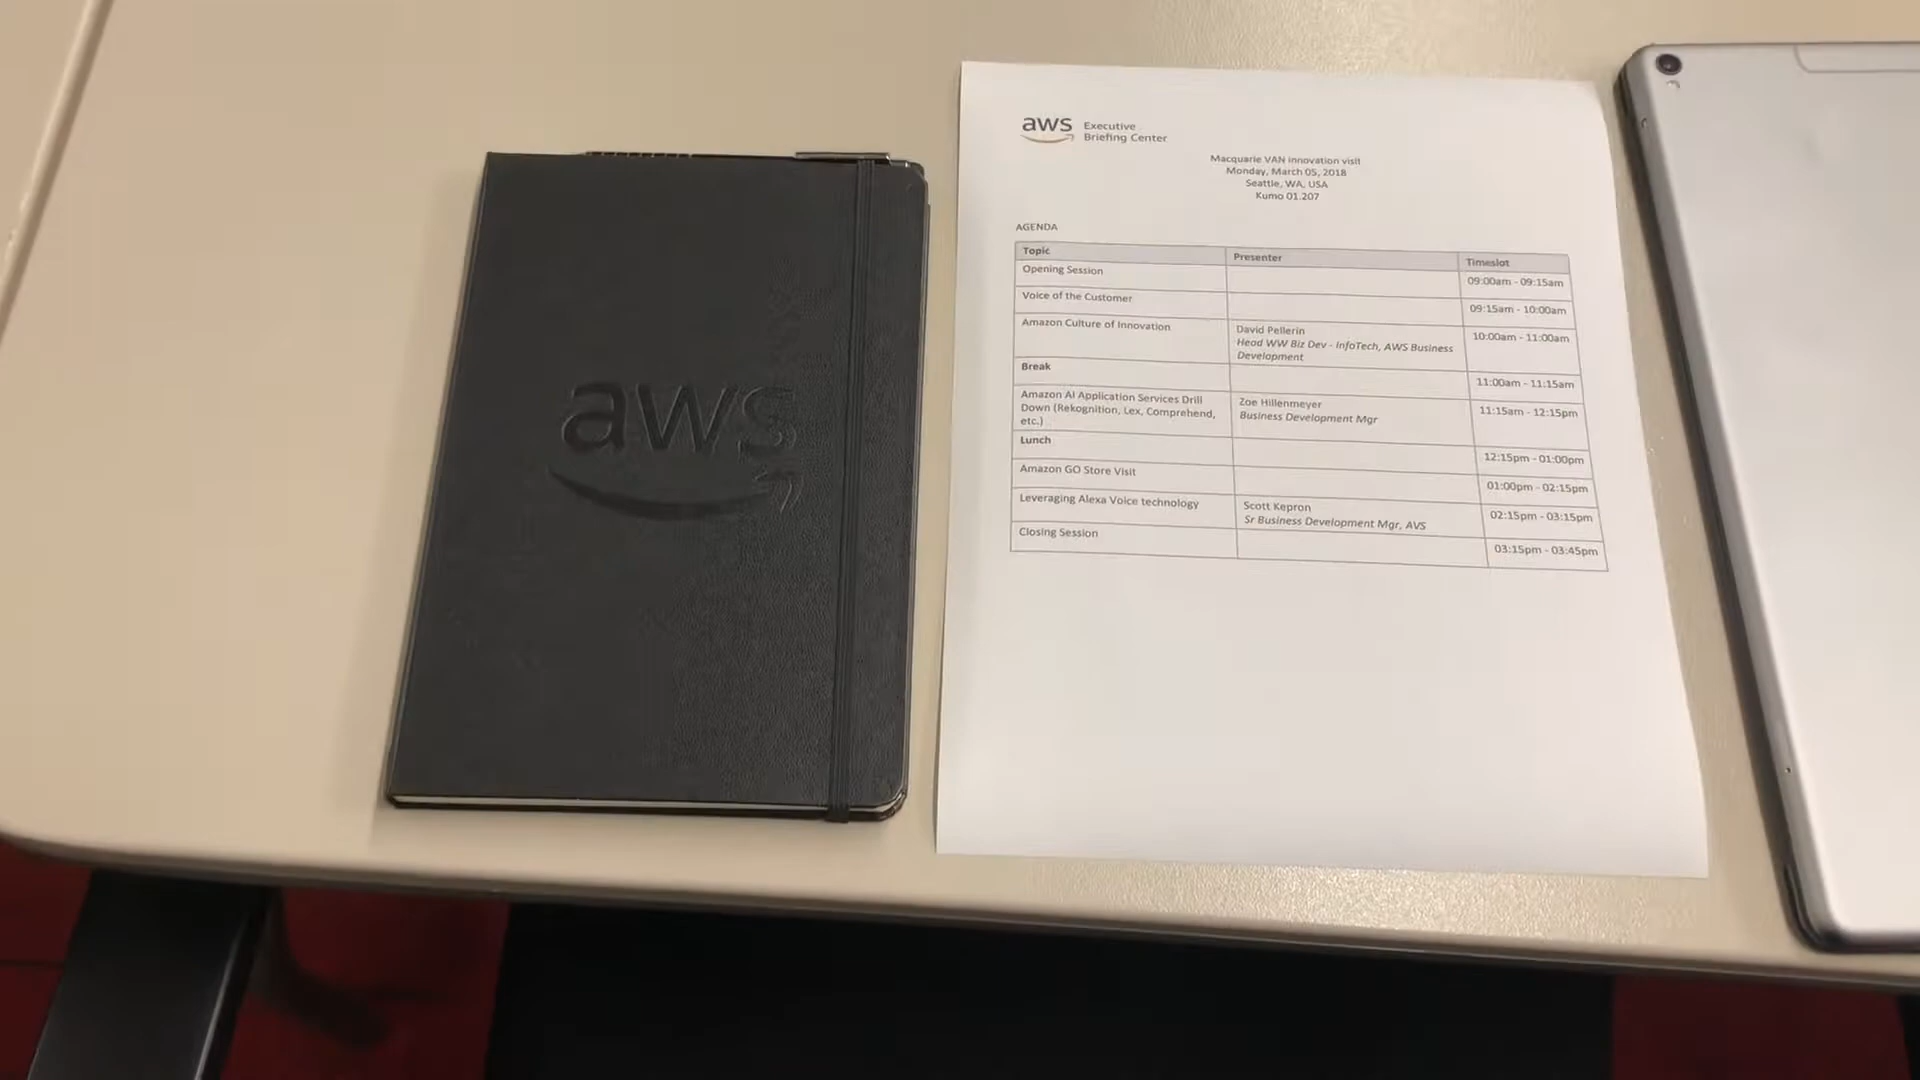 aws
aws Executive
Briefing Center
Macquarie VAN innovation visit
Monday, March 05, 2018
Seattle, WA, USA
Kumo 01.207
AGENDA
Topic Presenter Timeslot
Opening Session 09:00am - 09:15am
Voice of the Customer 09:15am - 10:00am
Amazon Culture of Innovation David Pellerin 10:00am - 11:00am
Head WW Biz Dev - InfoTech, AWS Business
Development
Break 11:00am - 11:15am
Amazon AI Application Services Drill Zoe Hillenmeyer 11:15am - 12:15pm
Down (Rekognition, Lex, Comprehend, Business Development Mgr
etc.)
Lunch 12:15pm - 01:00pm
Amazon GO Store Visit 01:00pm - 02:15pm
Leveraging Alexa Voice technology Scott Kepron 02:15pm - 03:15pm
Sr Business Development Mgr, AVS
Closing Session 03:15pm - 03:45pm